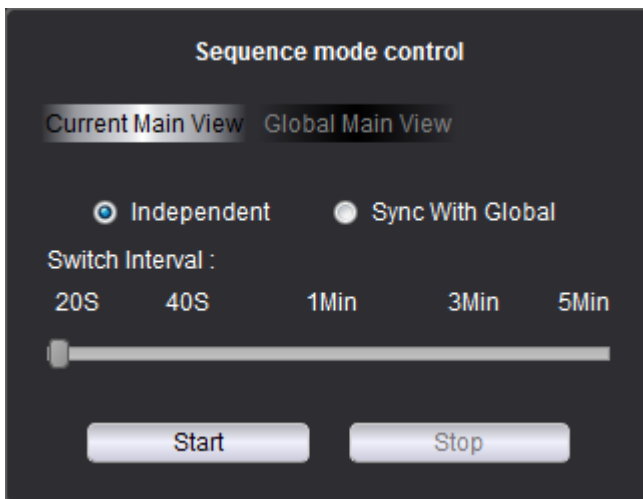 Sequence mode control
Current Main View Global Main View
Independent Sync With Global
Switch Interval :
20S 40S 1Min 3Min 5Min
Start Stop